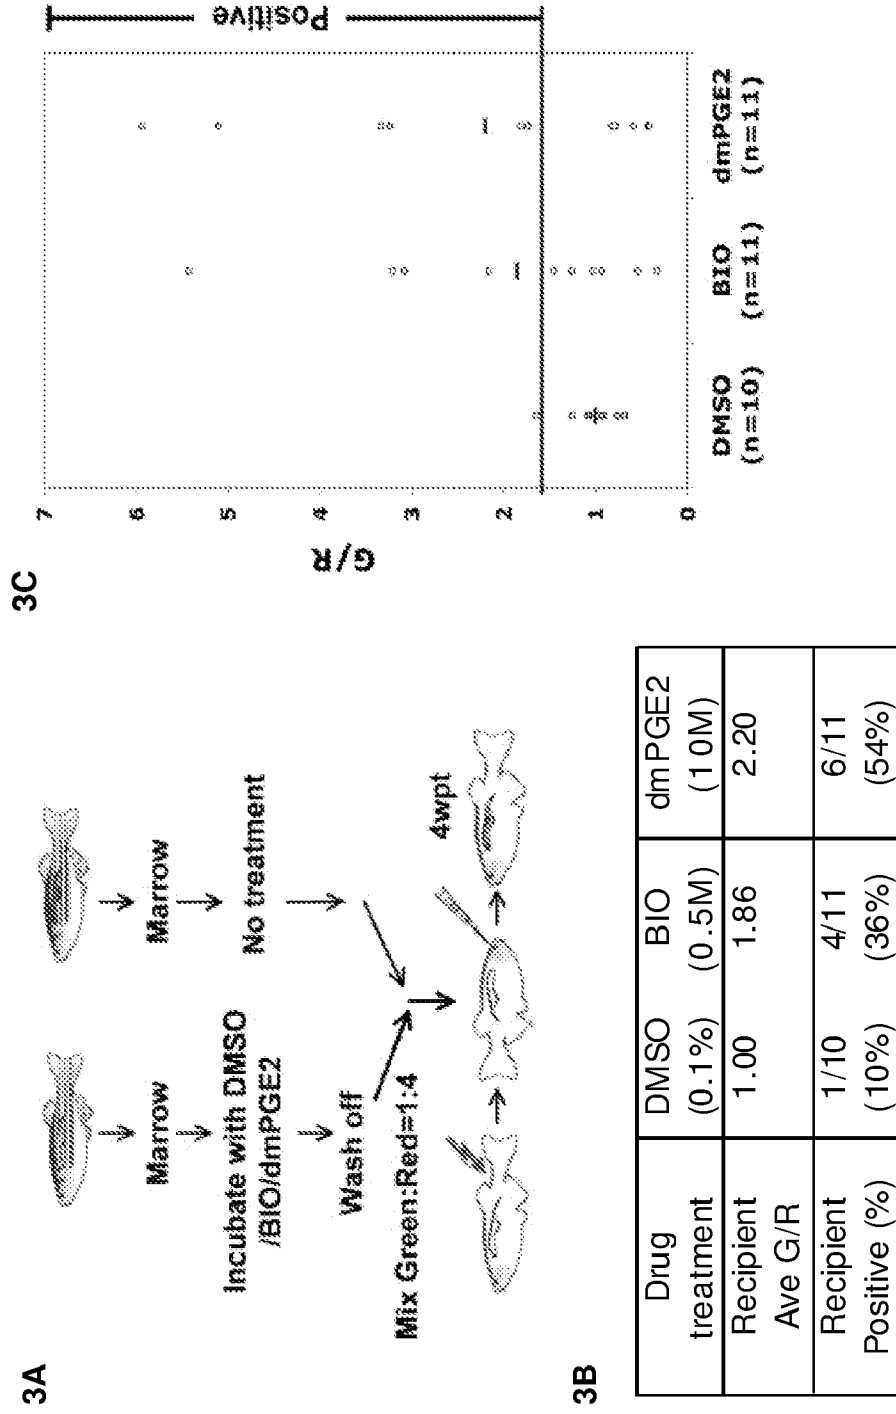 3A
Marrow
Marrow
Incubate with DMSO
/BIO/dmPGE2
No treatment
Wash off
Mix Green:Red=1:4
4wpt
3B
Drug
treatment
DMSO
(0.1%)
BIO
(0.5M)
dmPGE2
(10M)
Recipient
Ave G/R
1.00
1.86
2.20
Recipient
Positive (%)
1/10
(10%)
4/11
(36%)
6/11
(54%)
3C
G/R
7
6
5
4
3
2
1
0
Positive
DMSO
(n=10)
BIO
(n=11)
dmPGE2
(n=11)